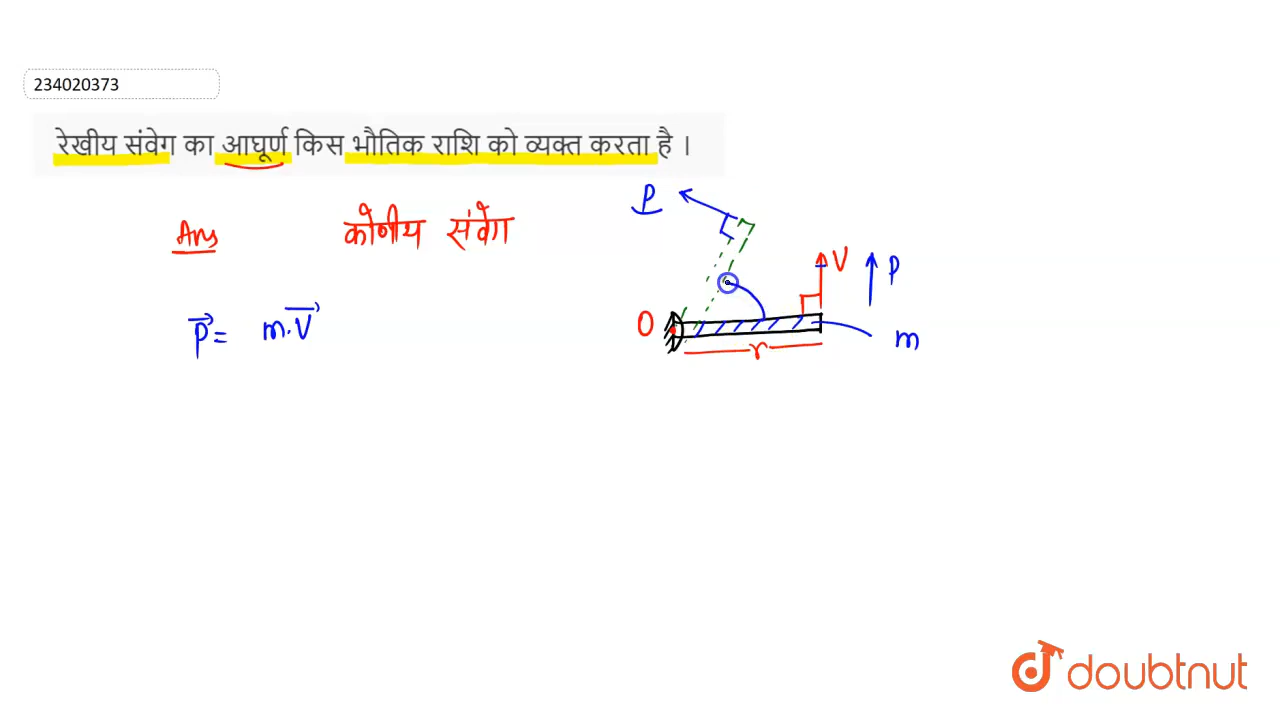 234020373
रेखीय संवेग का आघूर्ण किस भौतिक राशि को व्यक्त करता है ।
Ans कोणीय संवेग
P
V
P
O
P = m.V
m
r
doubtnut